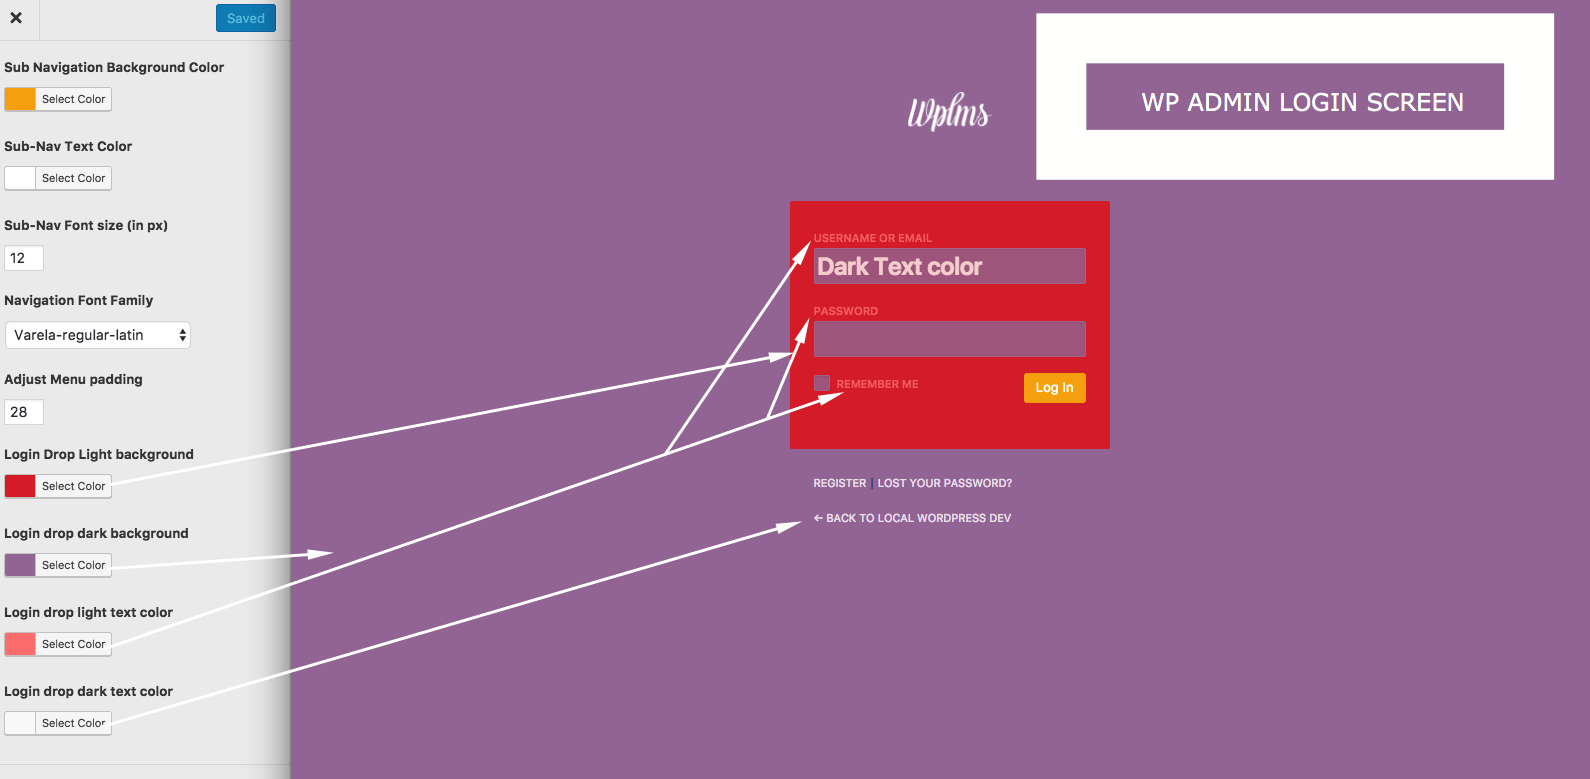 ×
Saved
Sub Navigation Background Color
Select Color
Sub-Nav Text Color
Select Color
Sub-Nav Font size (in px)
12
Navigation Font Family
Varela-regular-latin
Adjust Menu padding
28
Login Drop Light background
Select Color
Login drop dark background
Select Color
Login drop light text color
Select Color
Login drop dark text color
Select Color
Wplms
WP ADMIN LOGIN SCREEN
USERNAME OR EMAIL
Dark Text color
PASSWORD
REMEMBER ME
Log In
REGISTER | LOST YOUR PASSWORD?
← BACK TO LOCAL WORDPRESS DEV